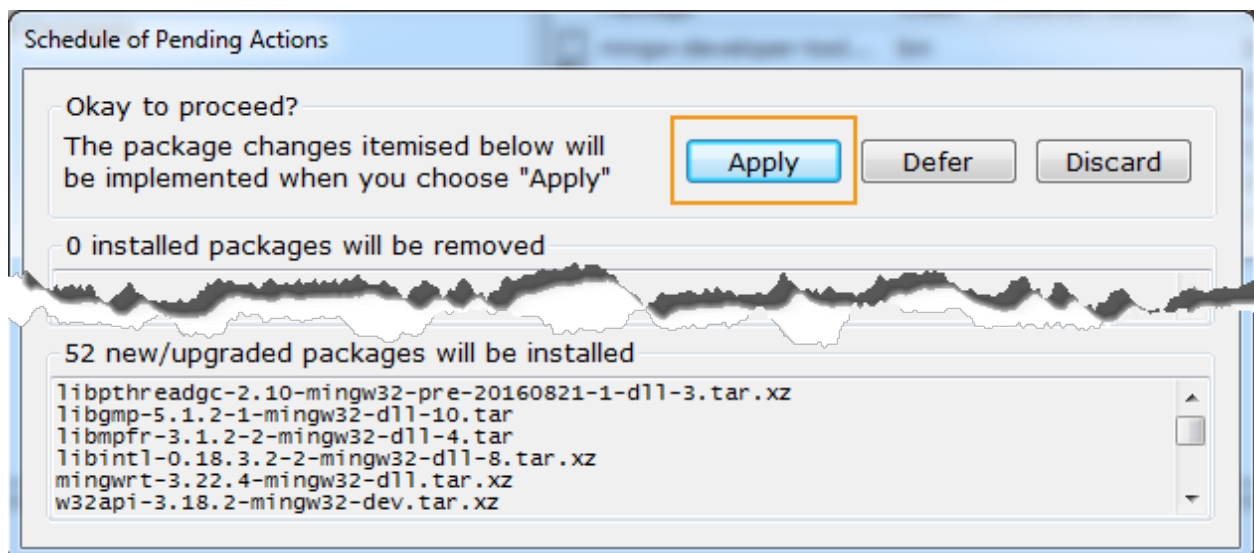 Schedule of Pending Actions
Okay to proceed?
The package changes itemised below will
be implemented when you choose "Apply"
Apply
Defer
Discard
0 installed packages will be removed
52 new/upgraded packages will be installed
libpthreadgc-2.10-mingw32-pre-20160821-1-dll-3.tar.xz
libgmp-5.1.2-1-mingw32-dll-10.tar
libmpfr-3.1.2-2-mingw32-dll-4.tar
libintl-0.18.3.2-2-mingw32-dll-8.tar.xz
mingwrt-3.22.4-mingw32-dll.tar.xz
w32api-3.18.2-mingw32-dev.tar.xz